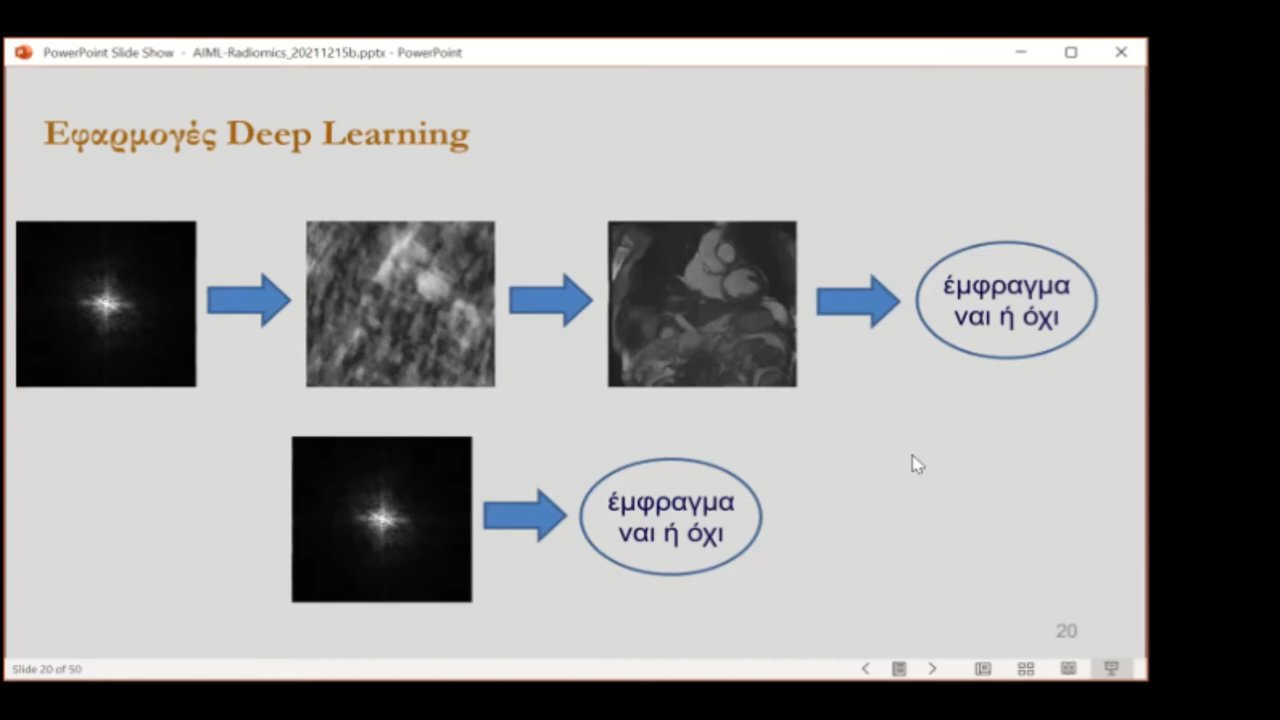 PowerPoint Slide Show - AIML-Radiomics_20211215b.pptx - PowerPoint
Εφαρμογές Deep Learning
έμφραγμα
ναι ή όχι
έμφραγμα
ναι ή όχι
20
Slide 20 of 50